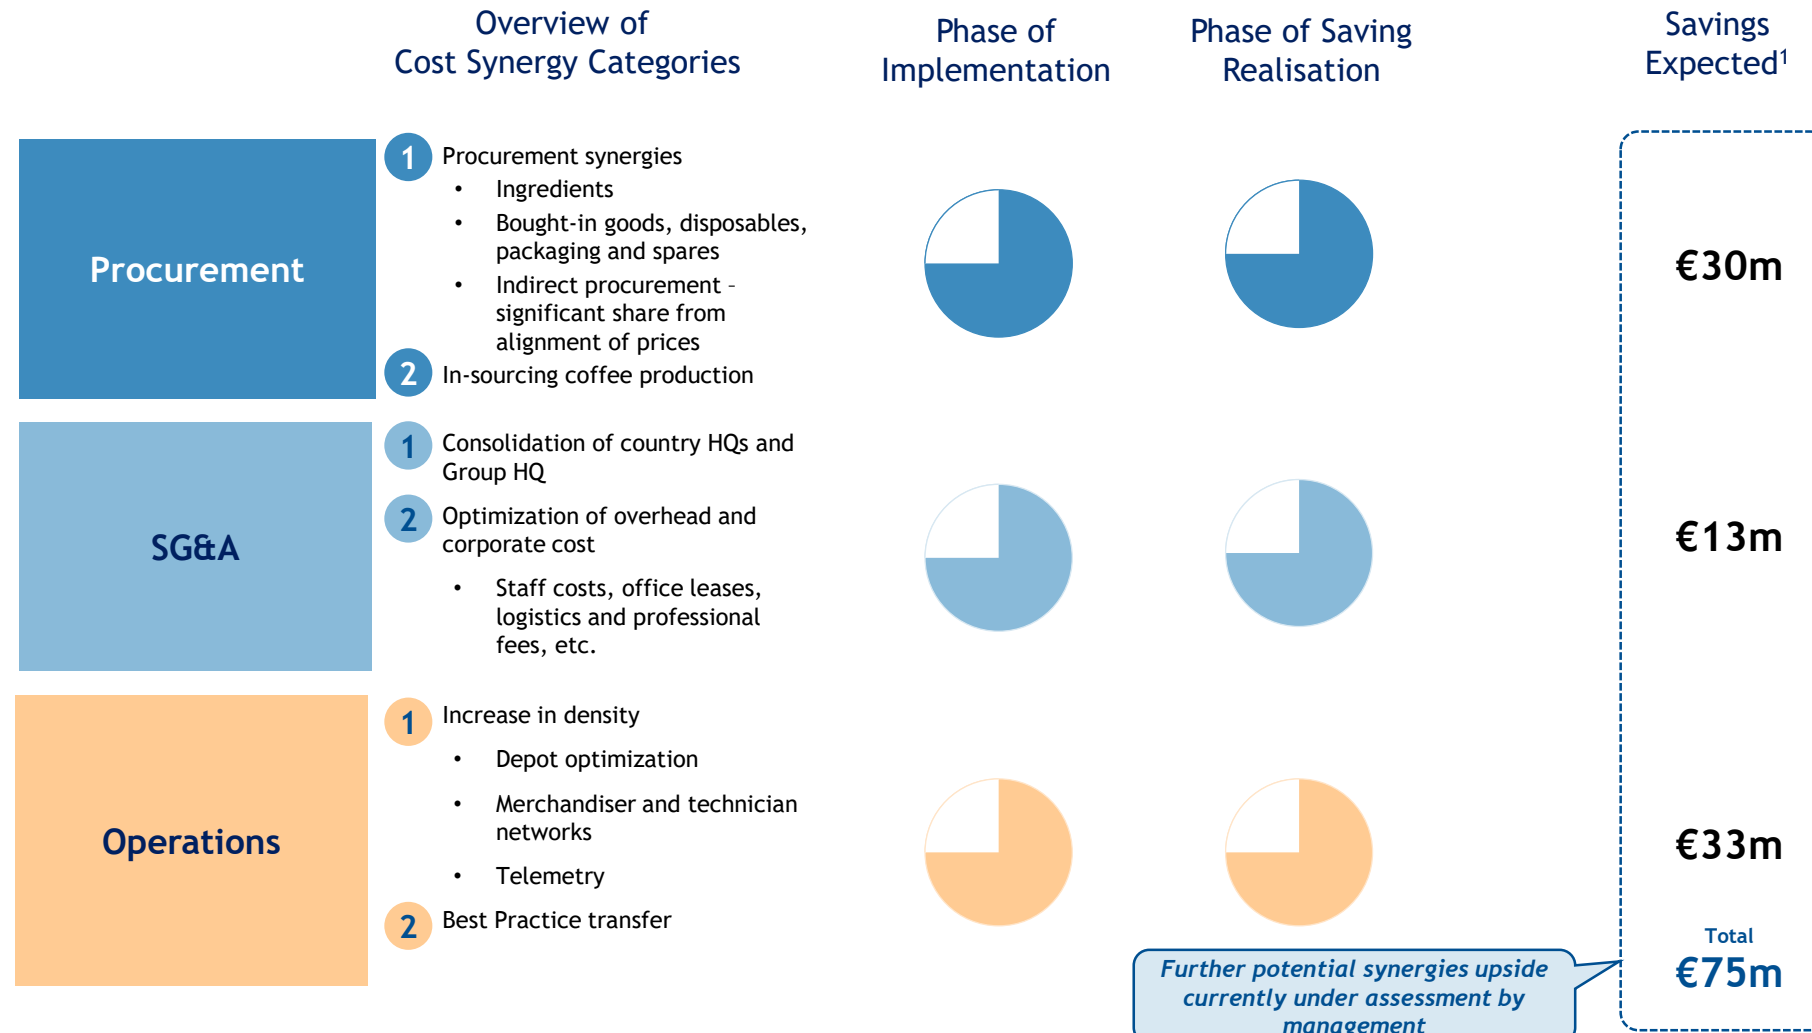 Overview of
Cost Synergy Categories
Phase of
Implementation
Phase of Saving
Realisation
Savings
Expected1
Procurement
1 Procurement synergies
• Ingredients
• Bought-in goods, disposables,
packaging and spares
• Indirect procurement –
significant share from
alignment of prices
2 In-sourcing coffee production
€30m
SG&A
1 Consolidation of country HQs and
Group HQ
2 Optimization of overhead and
corporate cost
• Staff costs, office leases,
logistics and professional
fees, etc.
€13m
Operations
1 Increase in density
• Depot optimization
• Merchandiser and technician
networks
• Telemetry
2 Best Practice transfer
€33m
Total
€75m
Further potential synergies upside
currently under assessment by
management